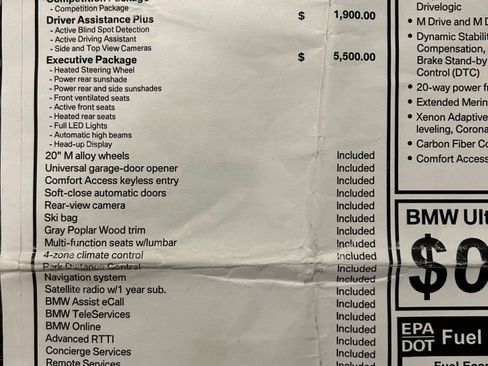 Competition Package
- Competition Package
Driver Assistance Plus $ 1,900.00
- Active Blind Spot Detection
- Active Driving Assistant
- Side and Top View Cameras
Executive Package $ 5,500.00
- Heated Steering Wheel
- Power rear sunshade
- Power rear and side sunshades
- Front ventilated seats
- Active front seats
- Heated rear seats
- Full LED Lights
- Automatic high beams
- Head-up Display
20" M alloy wheels Included
Universal garage-door opener Included
Comfort Access keyless entry Included
Soft-close automatic doors Included
Rear-view camera Included
Ski bag Included
Gray Poplar Wood trim Included
Multi-function seats w/lumbar Included
4-zone climate control Included
Park Distance Control Included
Navigation system Included
Satellite radio w/1 year sub. Included
BMW Assist eCall Included
BMW TeleServices Included
BMW Online Included
Advanced RTTI Included
Concierge Services Included
Remote Services Included
Drivelogic
• M Drive and M D
• Dynamic Stabilit
Compensation,
Brake Stand-by
Control (DTC)
• 20-way power fr
• Extended Merin
• Xenon Adaptive
leveling, Corona
• Carbon Fiber Co
• Comfort Access
BMW Ult
$0
EPA
DOT Fuel
Fuel Econ